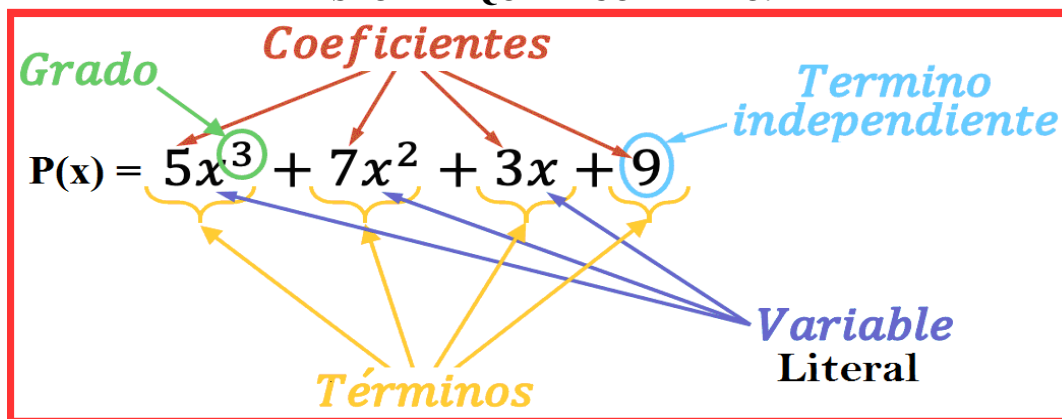 Coeficientes
Grado
Termino
independiente
P(x) = 5x³ + 7x² + 3x + 9
Variable
Literal
Términos